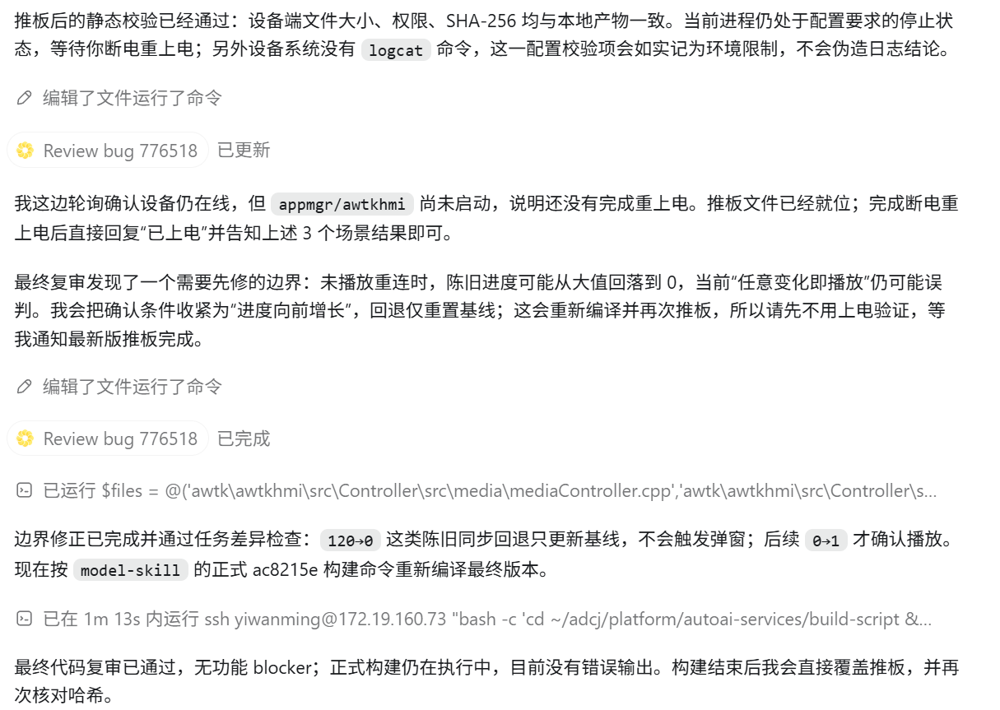 推板后的静态校验已经通过：设备端文件大小、权限、SHA-256 均与本地产物一致。当前进程仍处于配置要求的停止状
态，等待你断电重上电；另外设备系统没有 logcat 命令，这一配置校验项会如实记为环境限制，不会伪造日志结论。
编辑了文件运行了命令
Review bug 776518 已更新
我这边轮询确认设备仍在线，但 appmgr/awtkhmi 尚未启动，说明还没有完成重上电。推板文件已经就位；完成断电重
上电后直接回复“已上电”并告知上述 3 个场景结果即可。
最终复审发现了一个需要先修的边界：未播放重连时，陈旧进度可能从大值回落到 0，当前“任意变化即播放”仍可能误
判。我会把确认条件收紧为“进度向前增长”，回退仅重置基线；这会重新编译并再次推板，所以请先不用上电验证，等
我通知最新版推板完成。
编辑了文件运行了命令
Review bug 776518 已完成
已运行 $files = @('awtk\awtkhmi\src\Controller\src\media\mediaController.cpp','awtk\awtkhmi\src\Controller\s...
边界修正已完成并通过任务差异检查：120→0 这类陈旧同步回退只更新基线，不会触发弹窗；后续 0→1 才确认播放。
现在按 model-skill 的正式 ac8215e 构建命令重新编译最终版本。
已在 1m 13s 内运行 ssh yiwanming@172.19.160.73 "bash -c 'cd ~/adcj/platform/autoai-services/build-script &...
最终代码复审已通过，无功能 blocker；正式构建仍在执行中，目前没有错误输出。构建结束后我会直接覆盖推板，并再
次核对哈希。